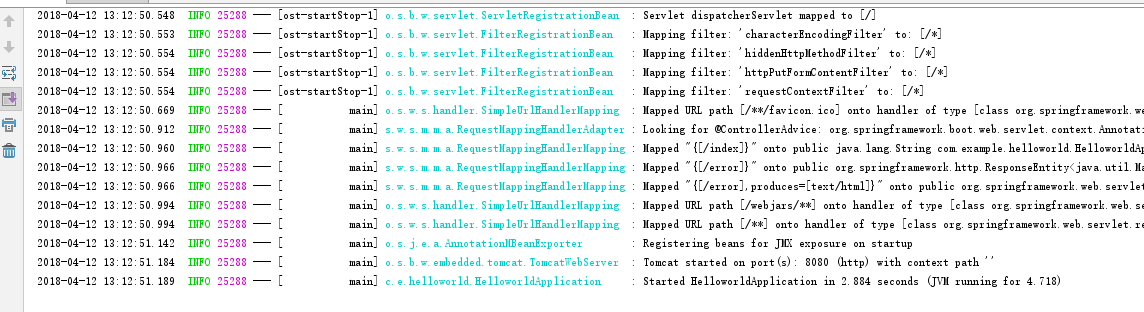 2018-04-12 13:12:50.548 INFO 25288 --- [ost-startStop-1] o.s.b.w.servlet.ServletRegistrationBean : Servlet dispatcherServlet mapped to [/]
2018-04-12 13:12:50.553 INFO 25288 --- [ost-startStop-1] o.s.b.w.servlet.FilterRegistrationBean : Mapping filter: 'characterEncodingFilter' to: [/*]
2018-04-12 13:12:50.554 INFO 25288 --- [ost-startStop-1] o.s.b.w.servlet.FilterRegistrationBean : Mapping filter: 'hiddenHttpMethodFilter' to: [/*]
2018-04-12 13:12:50.554 INFO 25288 --- [ost-startStop-1] o.s.b.w.servlet.FilterRegistrationBean : Mapping filter: 'httpPutFormContentFilter' to: [/*]
2018-04-12 13:12:50.554 INFO 25288 --- [ost-startStop-1] o.s.b.w.servlet.FilterRegistrationBean : Mapping filter: 'requestContextFilter' to: [/*]
2018-04-12 13:12:50.669 INFO 25288 --- [ main] o.s.w.s.handler.SimpleUrlHandlerMapping : Mapped URL path [/**/favicon.ico] onto handler of type [class org.springframework.we
2018-04-12 13:12:50.912 INFO 25288 --- [ main] s.w.s.m.m.a.RequestMappingHandlerAdapter : Looking for @ControllerAdvice: org.springframework.boot.web.servlet.context.Annotat
2018-04-12 13:12:50.960 INFO 25288 --- [ main] s.w.s.m.m.a.RequestMappingHandlerMapping : Mapped "{[/index]}" onto public java.lang.String com.example.helloworld.HelloworldAp
2018-04-12 13:12:50.966 INFO 25288 --- [ main] s.w.s.m.m.a.RequestMappingHandlerMapping : Mapped "{[/error]}" onto public org.springframework.http.ResponseEntity<java.util.Ma
2018-04-12 13:12:50.966 INFO 25288 --- [ main] s.w.s.m.m.a.RequestMappingHandlerMapping : Mapped "{[/error],produces=[text/html]}" onto public org.springframework.web.servlet
2018-04-12 13:12:50.994 INFO 25288 --- [ main] o.s.w.s.handler.SimpleUrlHandlerMapping : Mapped URL path [/webjars/**] onto handler of type [class org.springframework.web.ser
2018-04-12 13:12:50.994 INFO 25288 --- [ main] o.s.w.s.handler.SimpleUrlHandlerMapping : Mapped URL path [/**] onto handler of type [class org.springframework.web.servlet.re
2018-04-12 13:12:51.142 INFO 25288 --- [ main] o.s.j.e.a.AnnotationMBeanExporter : Registering beans for JMX exposure on startup
2018-04-12 13:12:51.184 INFO 25288 --- [ main] o.s.b.w.embedded.tomcat.TomcatWebServer : Tomcat started on port(s): 8080 (http) with context path ''
2018-04-12 13:12:51.189 INFO 25288 --- [ main] c.e.helloworld.HelloworldApplication : Started HelloworldApplication in 2.884 seconds (JVM running for 4.718)